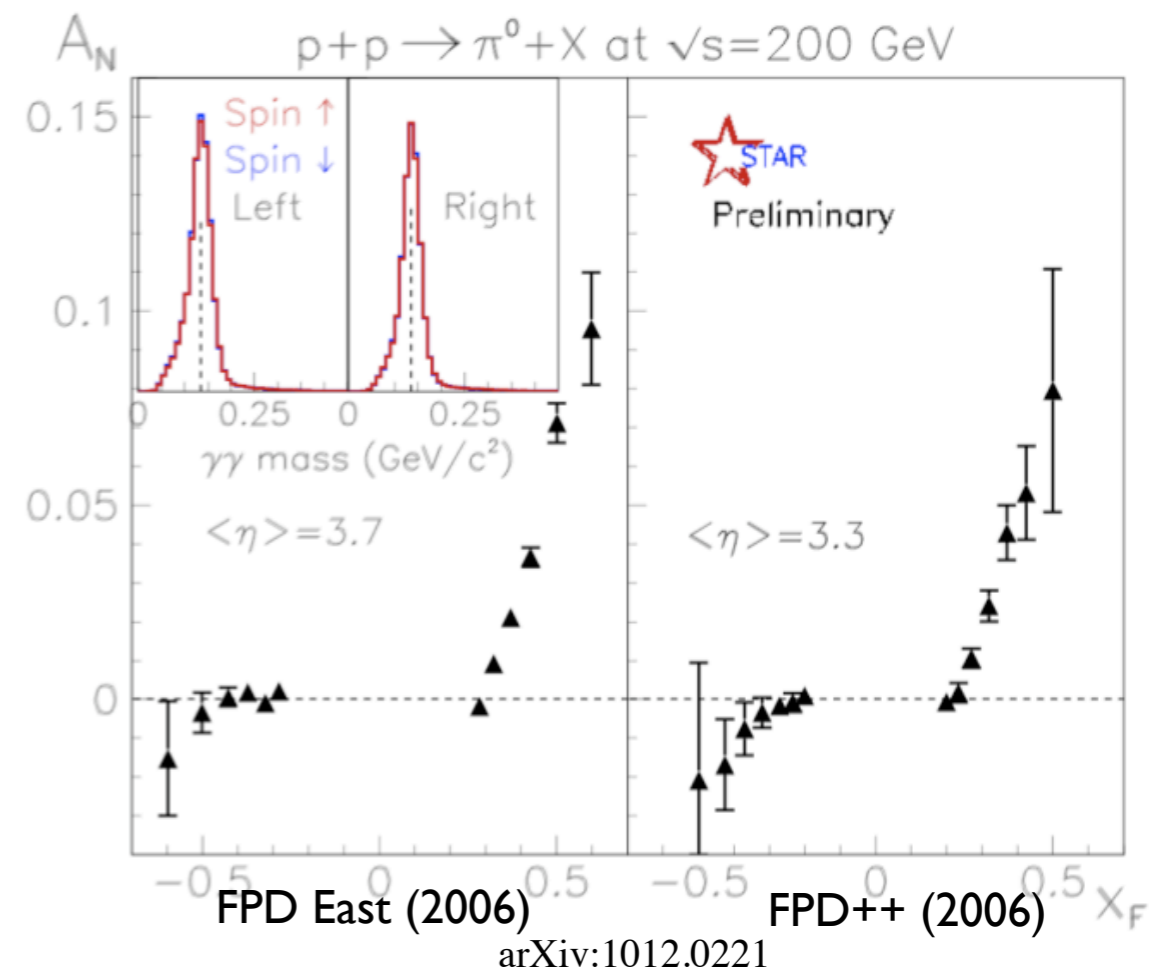 A_N p+p → π⁰+X at √s=200 GeV
0.15
0.1
0.05
0
Spin ↑
Spin ↓
Left
Right
0 0.25 0 0.25
γγ mass (GeV/c²)
<η>=3.7
STAR
Preliminary
<η>=3.3
−0.5 0 0.5 −0.5 0 0.5 X_F
FPD East (2006) FPD++ (2006)
arXiv:1012.0221